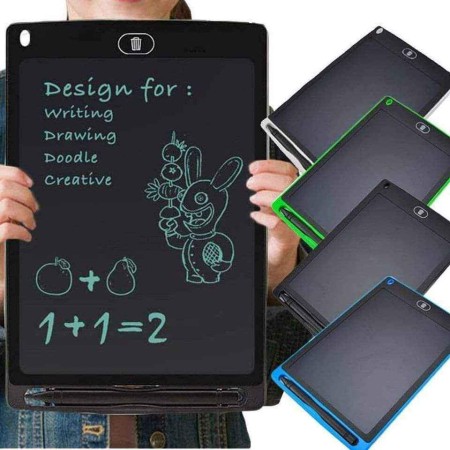 Design for :
Writing
Drawing
Doodle
Creative
+
1+1=2